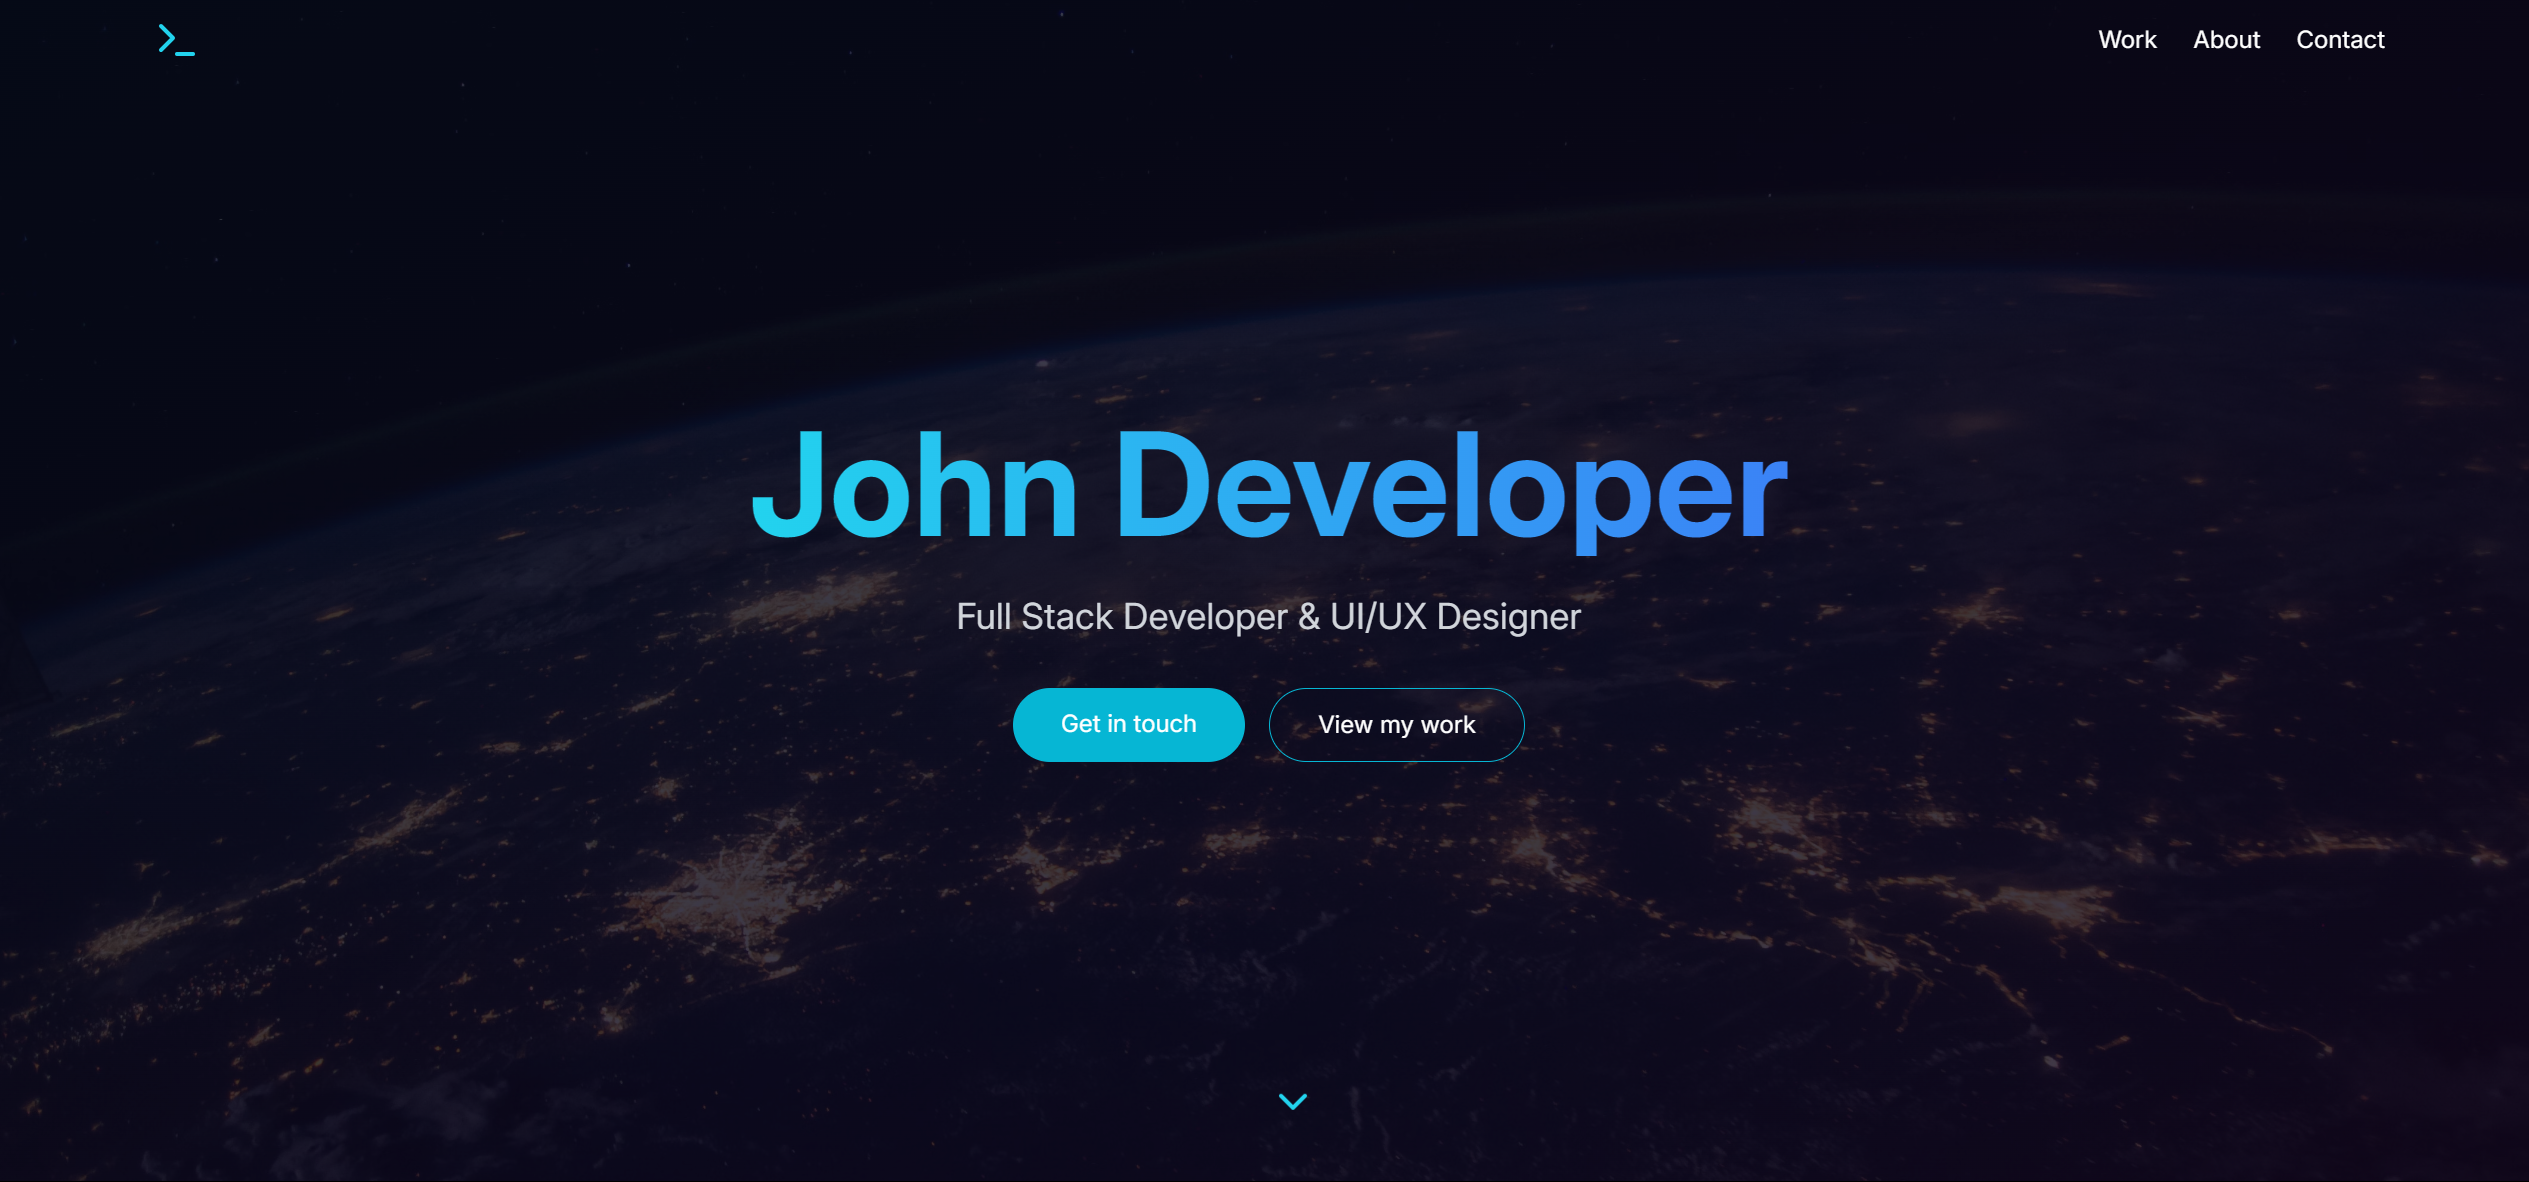 Work About Contact
John Developer
Full Stack Developer & UI/UX Designer
Get in touch View my work